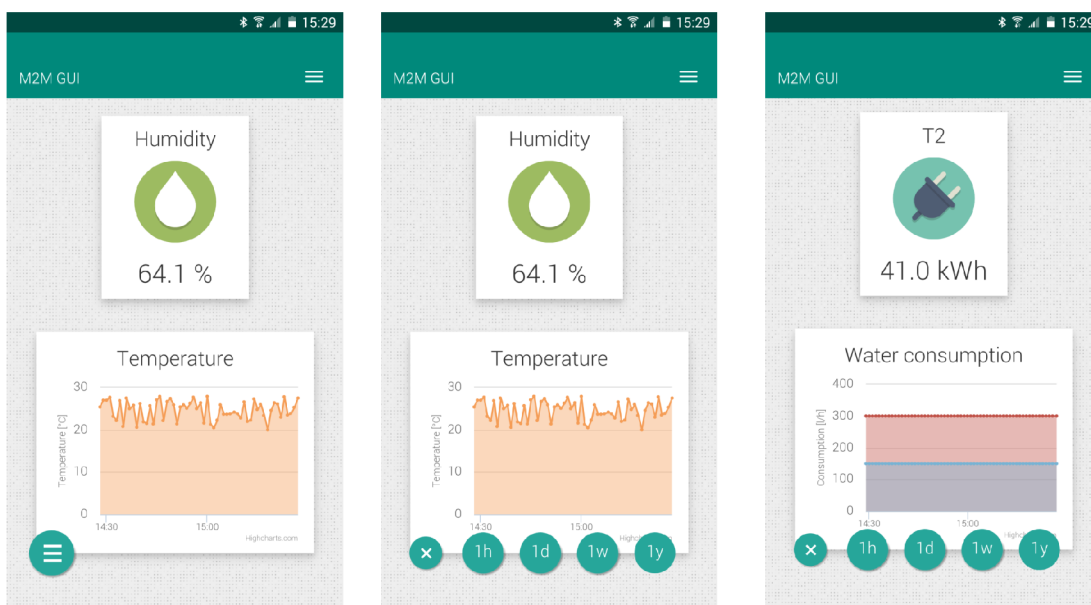 15:29
M2M GUI
Humidity
64.1 %
Temperature
30
20
10
0
Temperature [°C]
14:30 15:00
Highcharts.com
15:29
M2M GUI
Humidity
64.1 %
Temperature
30
20
10
0
Temperature [°C]
14:30 15:00
Highcharts.com
1h 1d 1w 1y
15:29
M2M GUI
T2
41.0 kWh
Water consumption
400
300
200
100
0
Consumption [l/h]
14:30 15:00
1h 1d 1w 1y